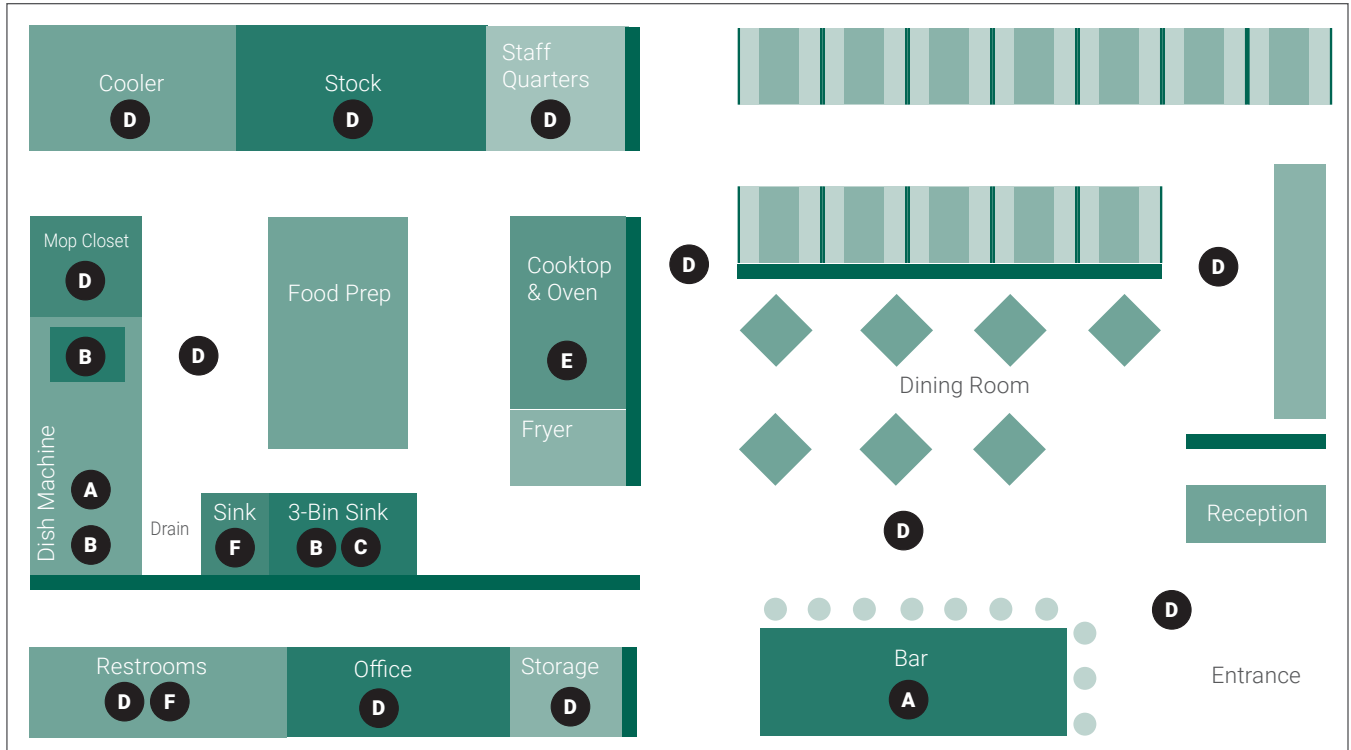 Cooler
D
Stock
D
Staff
Quarters
D
Mop Closet
D
B
Dish Machine
A
B
D
Food Prep
Cooktop
& Oven
E
Fryer
Drain
Sink
F
3-Bin Sink
B C
D
D
Dining Room
D
Reception
D
Restrooms
D F
Office
D
Storage
D
Bar
A
Entrance